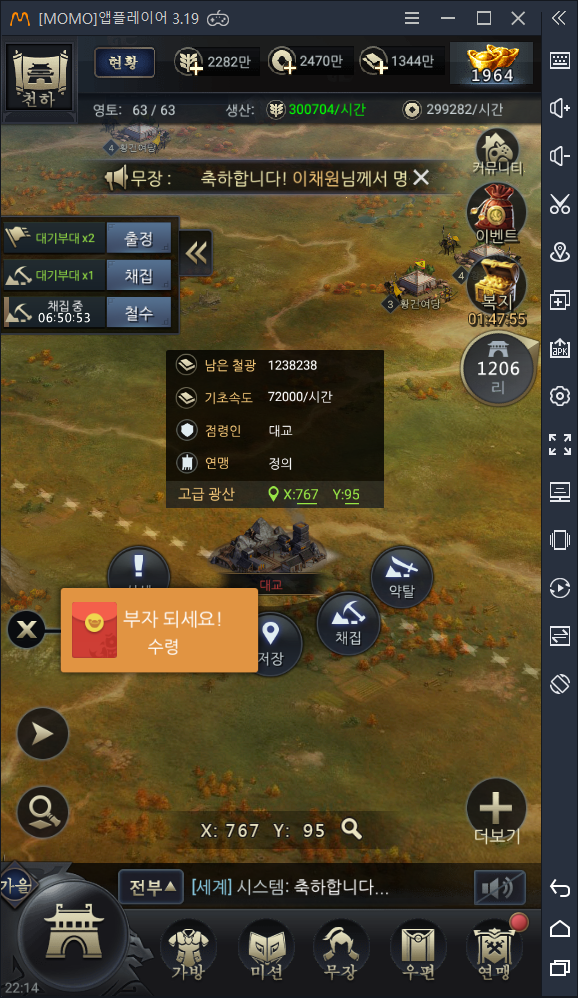 [MOMO]앱플레이어 3.19
현황
2282만
2470만
1344만
1964
천하
영토: 63 / 63
생산:
300704/시간
299282/시간
4 황건여당
무장 : 축하합니다! 이채원님께서 명
커뮤니티
대기부대 x2
출정
이벤트
대기부대 x1
채집
4
3 황건여당
복지
01:47:55
채집 중
06:50:53
철수
1206
리
남은 철광 1238238
기초속도 72000/시간
점령인 대교
연맹 정의
고급 광산 X:767 Y:95
대교
약탈
부자 되세요!
수령
저장
채집
X: 767 Y: 95
더보기
가을
전부
[세계] 시스템: 축하합니다...
가방
미션
무장
우편
연맹
22:14
APK